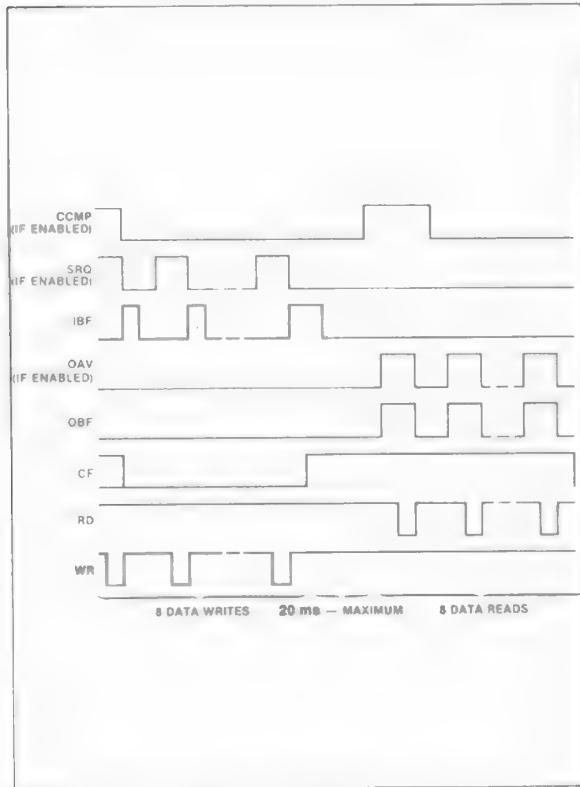 CCMP
(IF ENABLED)
SRQ
(IF ENABLED)
IBF
OAV
(IF ENABLED)
OBF
CF
RD
WR
8 DATA WRITES 20 ms — MAXIMUM 8 DATA READS